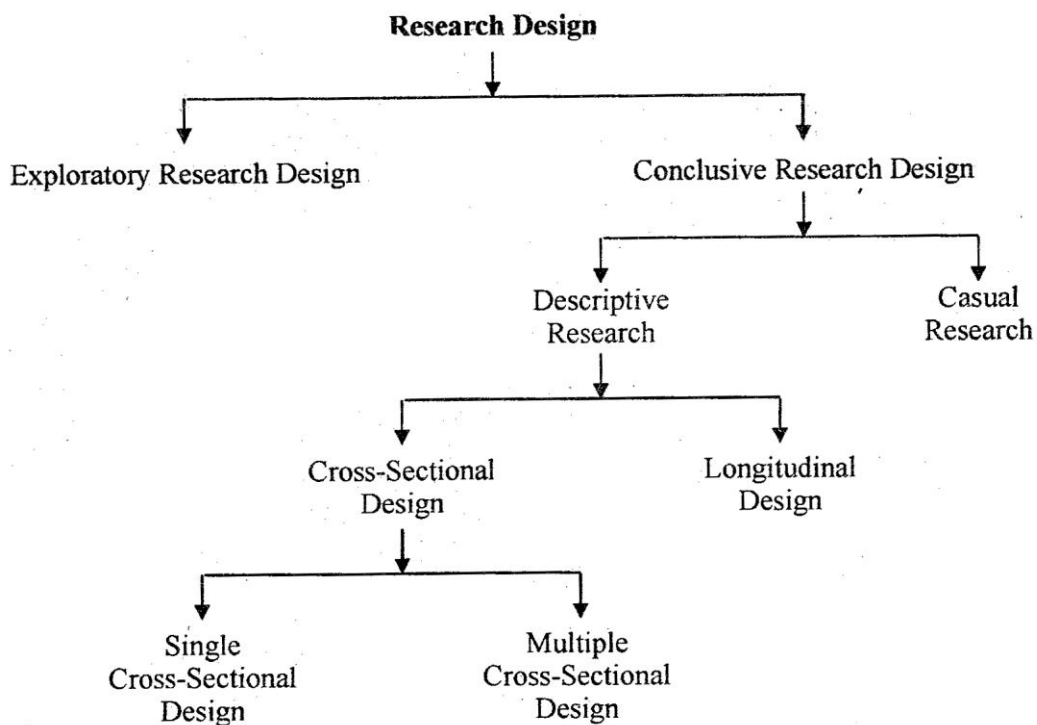 Research Design
Exploratory Research Design
Conclusive Research Design
Descriptive
Research
Casual
Research
Cross-Sectional
Design
Longitudinal
Design
Single
Cross-Sectional
Design
Multiple
Cross-Sectional
Design